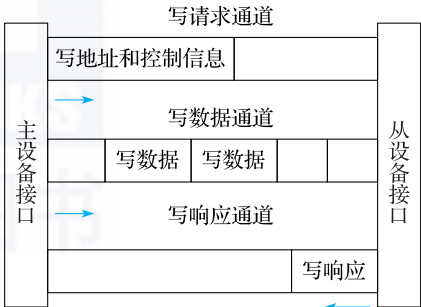 写请求通道
写地址和控制信息
写数据通道
主设备接口
从设备接口
写数据 写数据
写响应通道
写响应